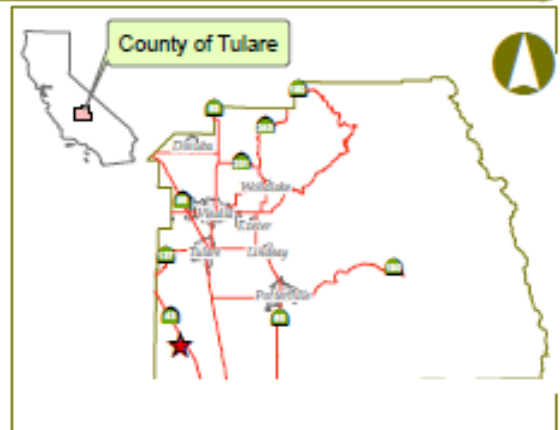 County of Tulare
Dinuba
Woodlake
Visalia
Exeter
Tulare
Lindsay
Porterville